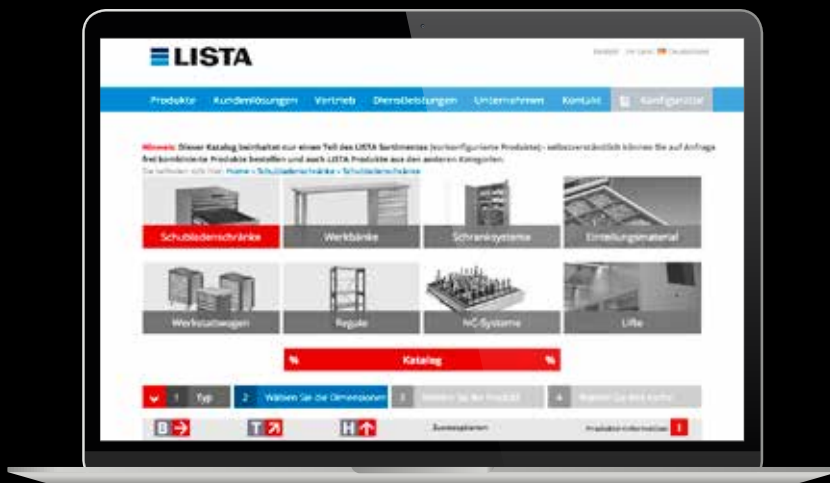 LISTA
Produkte Kundenlösungen Vertrieb Dienstleistungen Unternehmen Kontakt Konfigurator
Hinweis: Dieser Katalog beinhaltet nur einen Teil des LISTA Sortimentes (vorkonfigurierte Produkte) - selbstverständlich können Sie auf Anfrage
frei kombinierte Produkte bestellen und auch LISTA Produkte aus den anderen Kategorien.
Sie befinden sich hier: Home » Schubladenschränke » Schubladenschränke
Schubladenschränke Werkbänke Schranksysteme Einteilungsmaterial
Werkstattwagen Regale NC-Systeme Lifte
% Katalog %
1 Typ 2 Wählen Sie die Dimensionen 3 4
B T H Produkte-Information i